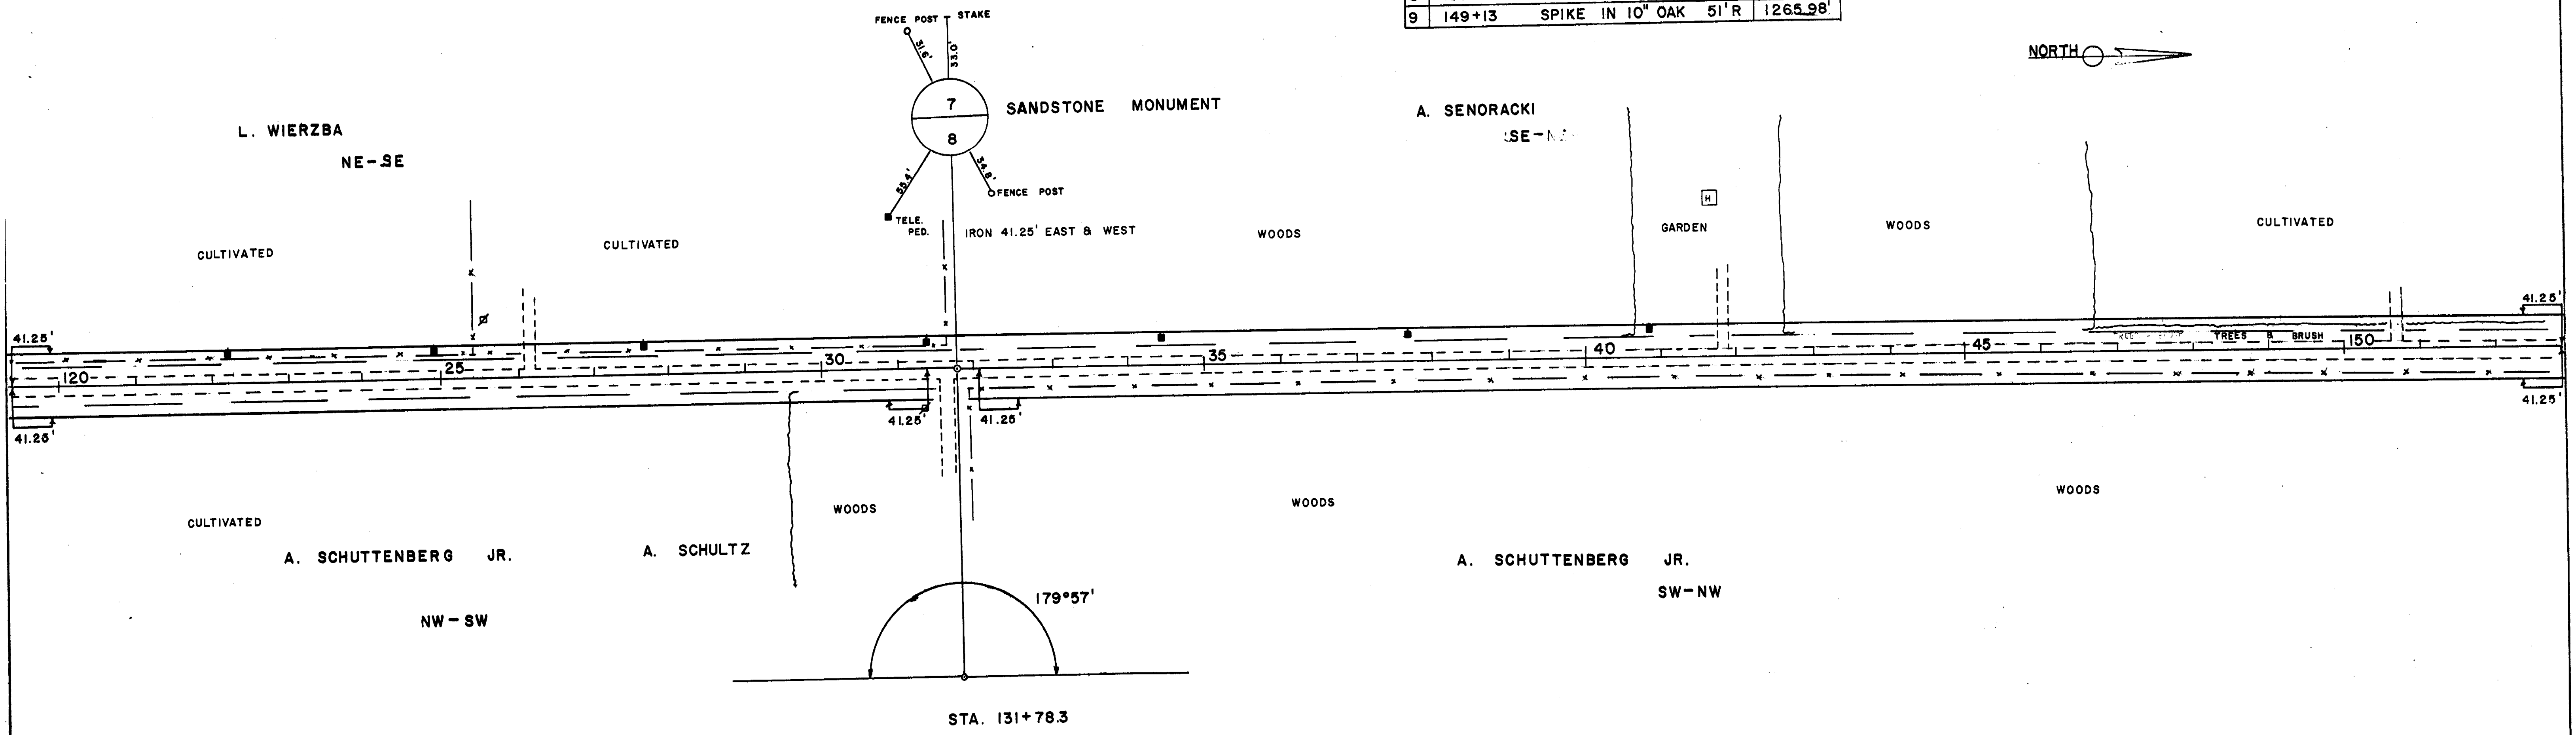 9 149+13 SPIKE IN 10" OAK 51'R 1265.98'
FENCE POST
STAKE
31.6'
33.0'
NORTH
7
8
SANDSTONE MONUMENT
L. WIERZBA
NE-SE
A. SENORACKI
55.4'
34.8'
FENCE POST
H
TELE.
PED.
IRON 41.25' EAST & WEST
CULTIVATED
CULTIVATED
WOODS
GARDEN
WOODS
CULTIVATED
41.25'
41.25'
TREES & BRUSH
120
25
30
35
40
45
150
41.25'
41.25'
41.25'
41.25'
CULTIVATED
WOODS
WOODS
WOODS
A. SCHUTTENBERG JR.
A. SCHULTZ
A. SCHUTTENBERG JR.
NW-SW
179°57'
SW-NW
STA. 131+78.3